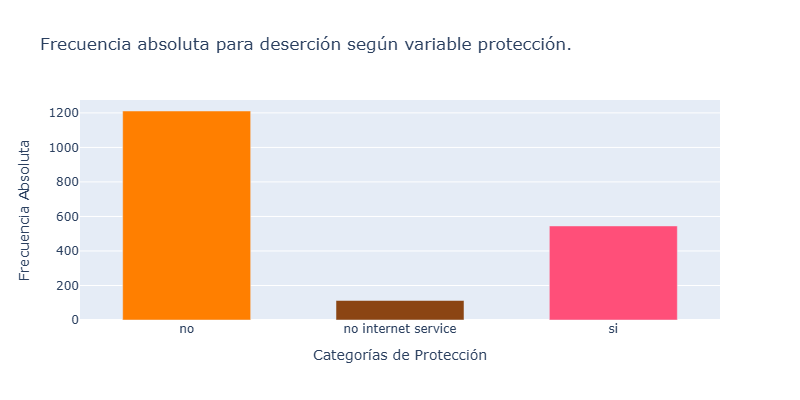 Frecuencia absoluta para deserción según variable protección.
Frecuencia Absoluta
1200
1000
800
600
400
200
0
no
no internet service
si
Categorías de Protección